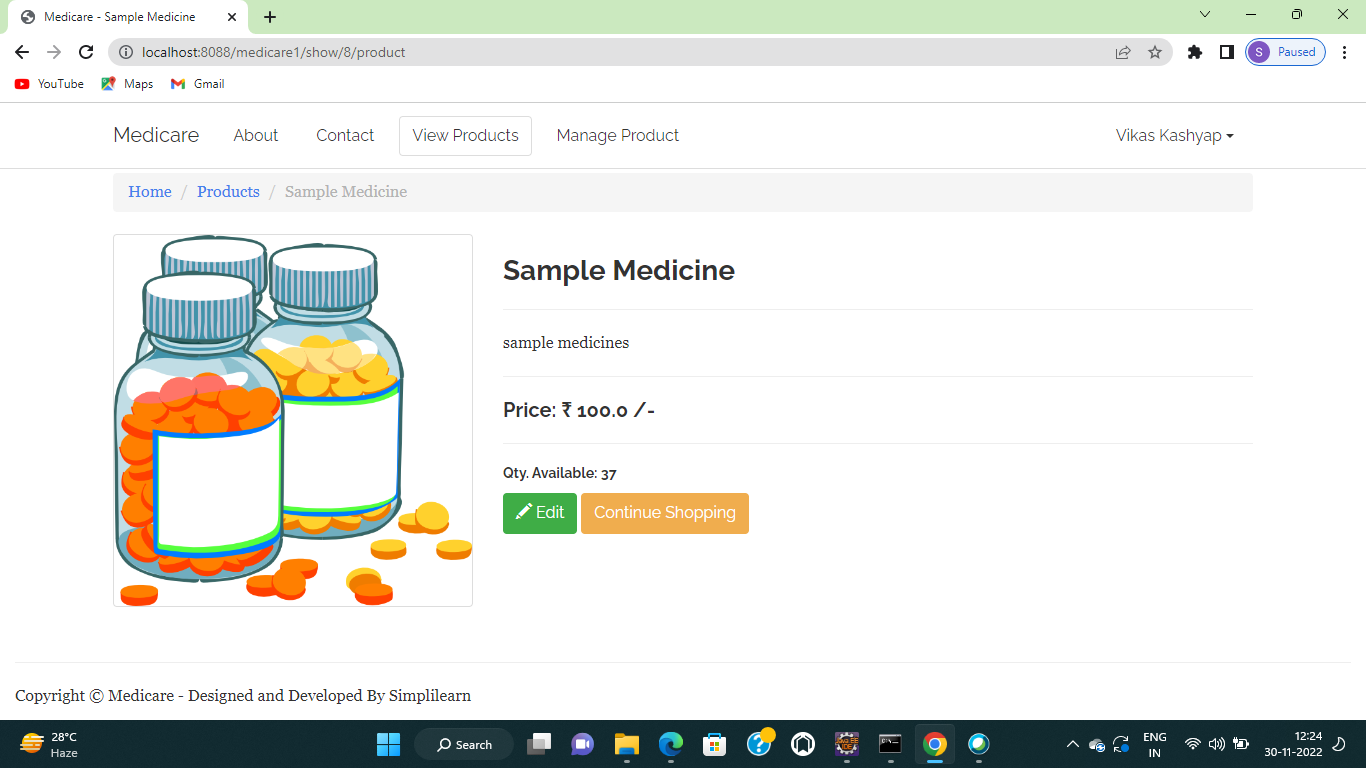 Medicare - Sample Medicine
localhost:8088/medicare1/show/8/product
S Paused
YouTube Maps Gmail
Medicare About Contact View Products Manage Product Vikas Kashyap
Home / Products / Sample Medicine
Sample Medicine
sample medicines
Price: ₹ 100.0 /-
Qty. Available: 37
Edit Continue Shopping
Copyright © Medicare - Designed and Developed By Simplilearn
28°C
Haze
Search
ENG
IN
12:24
30-11-2022